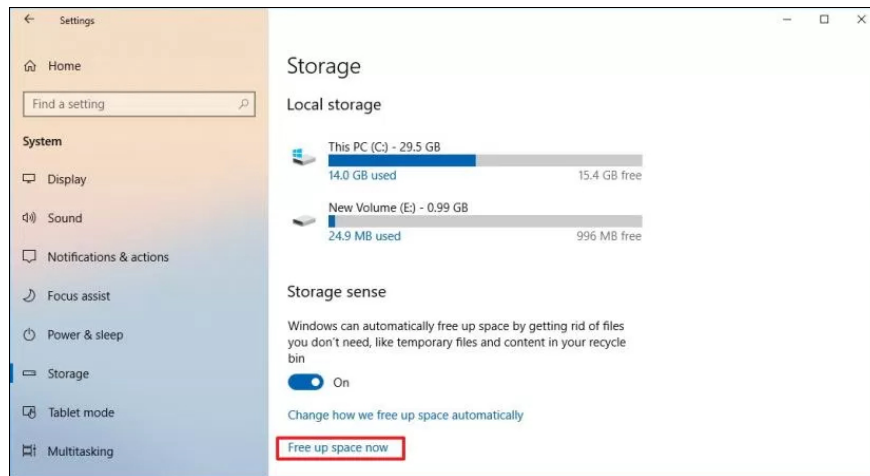 Settings
Home
Find a setting
System
Display
Sound
Notifications & actions
Focus assist
Power & sleep
Storage
Tablet mode
Multitasking
Storage
Local storage
This PC (C:) - 29.5 GB
14.0 GB used
15.4 GB free
New Volume (E:) - 0.99 GB
24.9 MB used
996 MB free
Storage sense
Windows can automatically free up space by getting rid of files
you don't need, like temporary files and content in your recycle
bin
On
Change how we free up space automatically
Free up space now